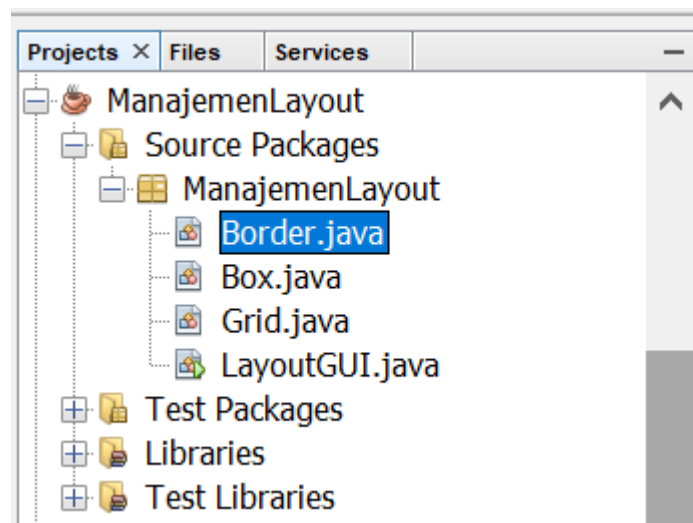 Projects × Files Services
ManajemenLayout
Source Packages
ManajemenLayout
Border.java
Box.java
Grid.java
LayoutGUI.java
Test Packages
Libraries
Test Libraries